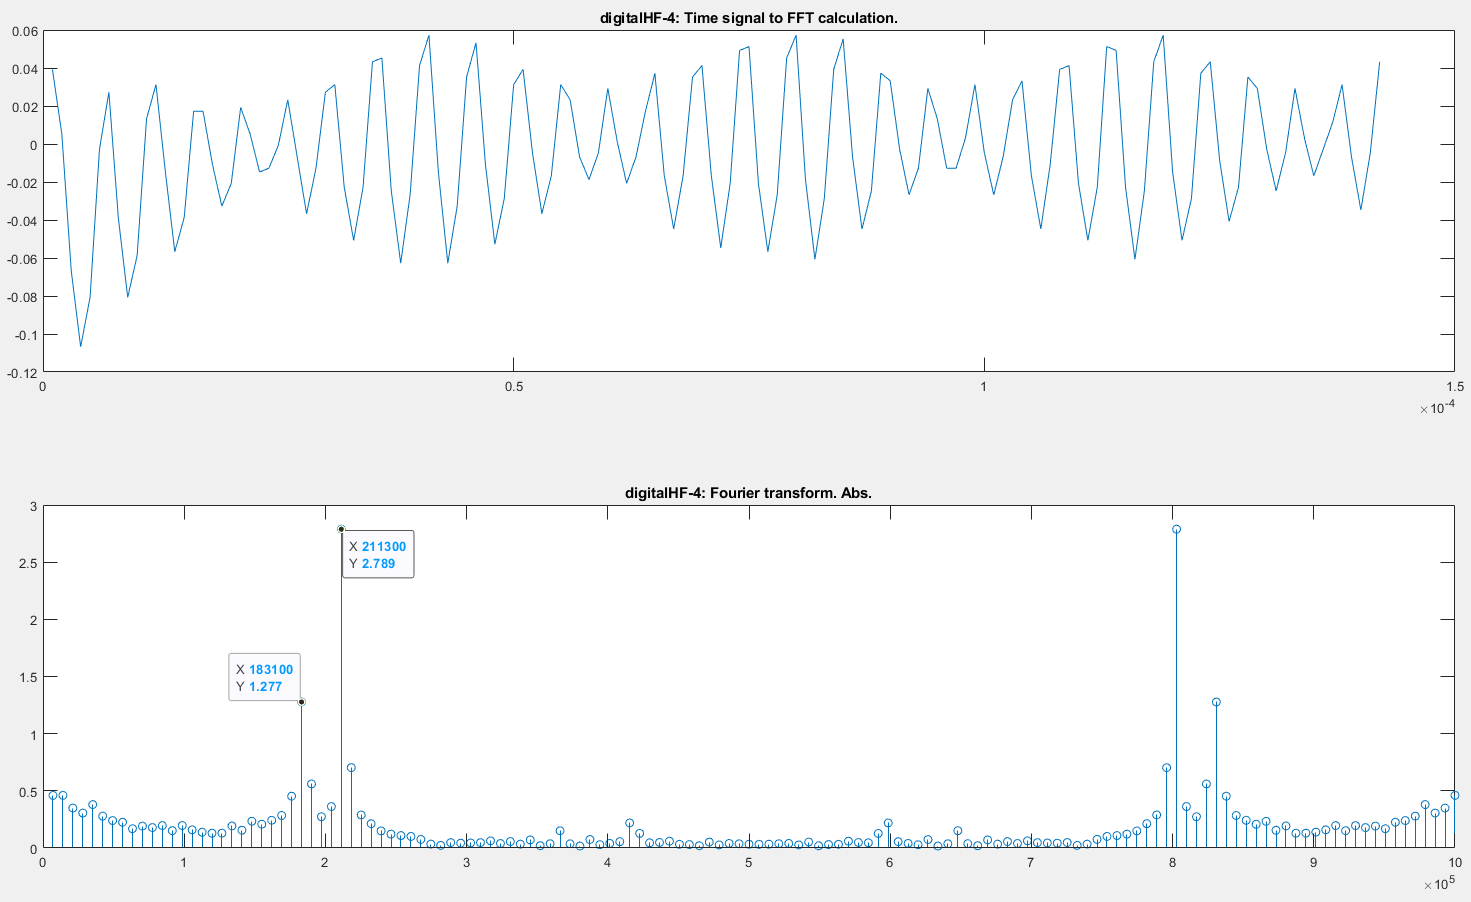 digitalHF-4: Time signal to FFT calculation.
0.06
0.04
0.02
0
-0.02
-0.04
-0.06
-0.08
-0.1
-0.12
0 0.5 1 1.5
×10-4
digitalHF-4: Fourier transform. Abs.
3
2.5
2
1.5
1
0.5
0
X 211300
Y 2.789
X 183100
Y 1.277
0 1 2 3 4 5 6 7 8 9 10
×105